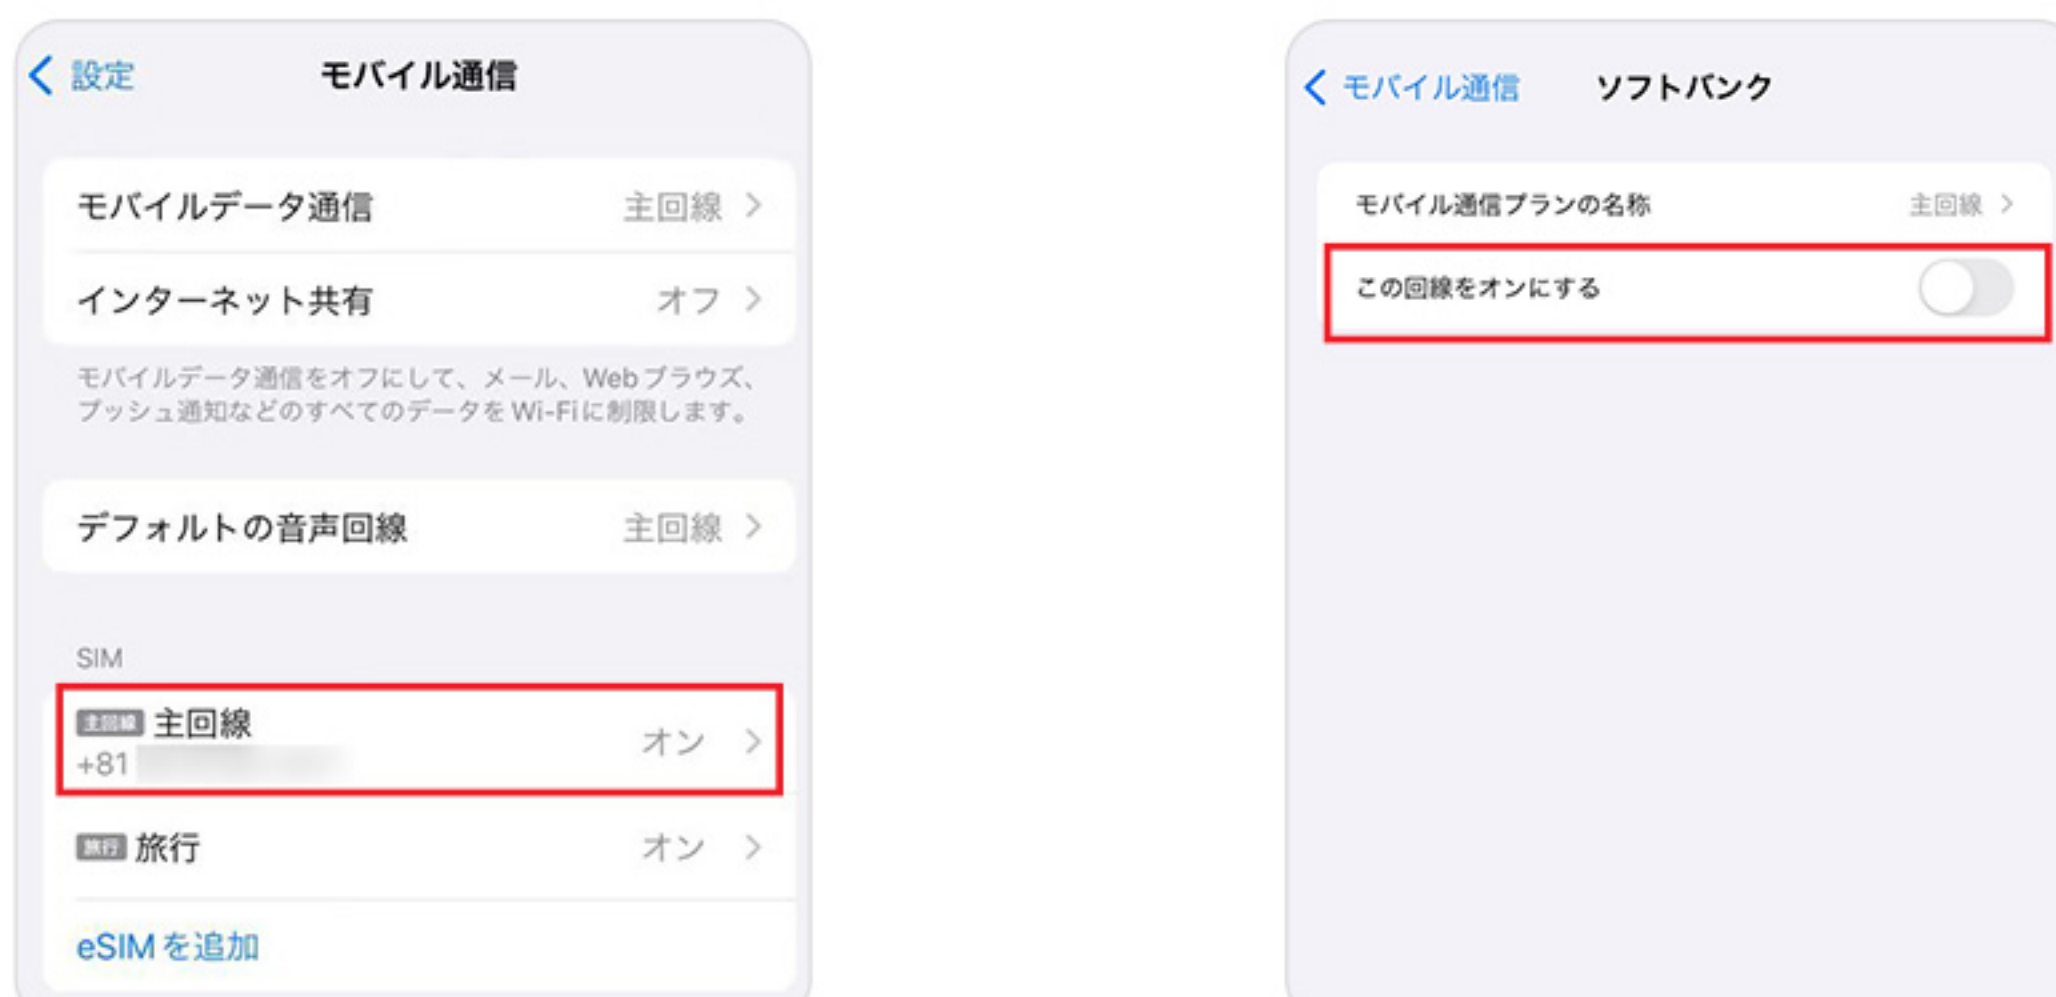 設定
モバイル通信
モバイルデータ通信
主回線
インターネット共有
オフ
モバイルデータ通信をオフにして、メール、Webブラウズ、
プッシュ通知などのすべてのデータをWi-Fiに制限します。
デフォルトの音声回線
主回線
SIM
主回線 主回線
オン
+81
旅行 旅行
オン
eSIMを追加
モバイル通信
ソフトバンク
モバイル通信プランの名称
主回線
この回線をオンにする